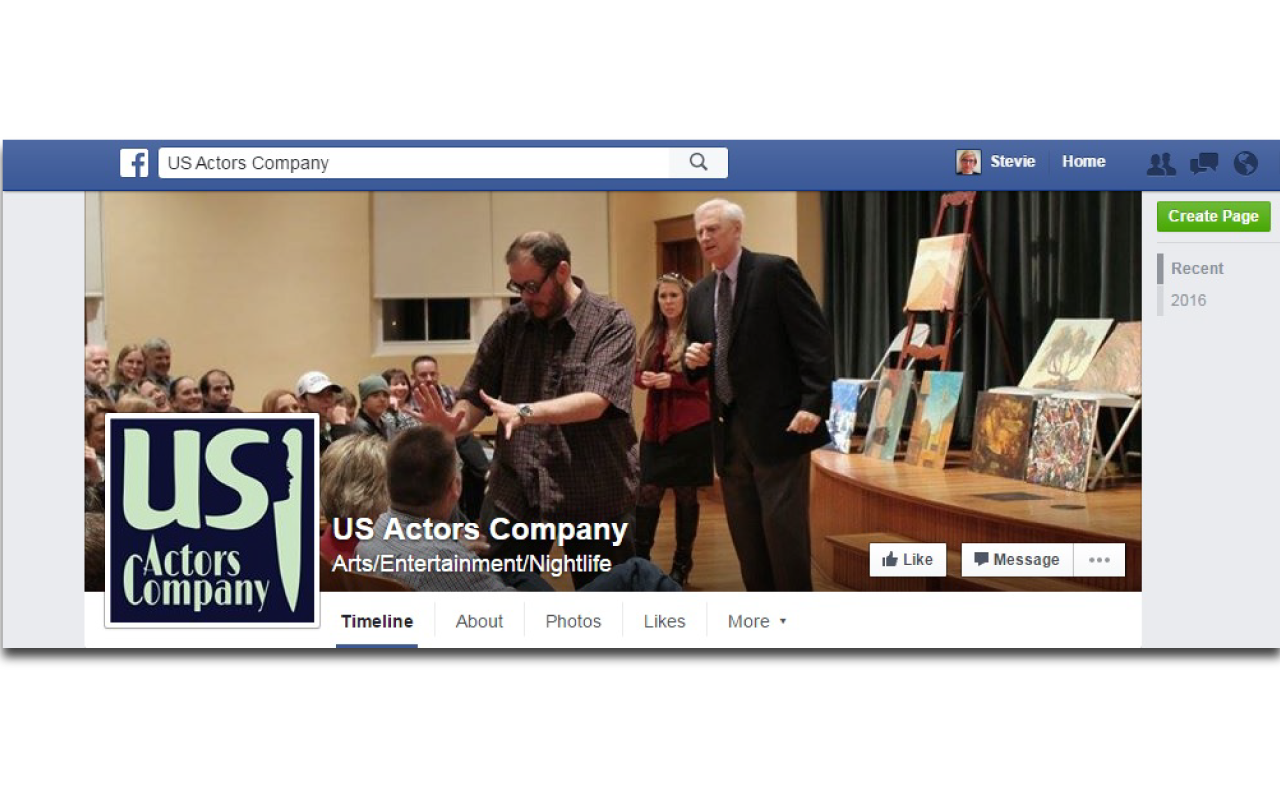 US Actors Company
Stevie
Home
Create Page
Recent
2016
US
Actors
Company
US Actors Company
Arts/Entertainment/Nightlife
Like
Message
Timeline
About
Photos
Likes
More